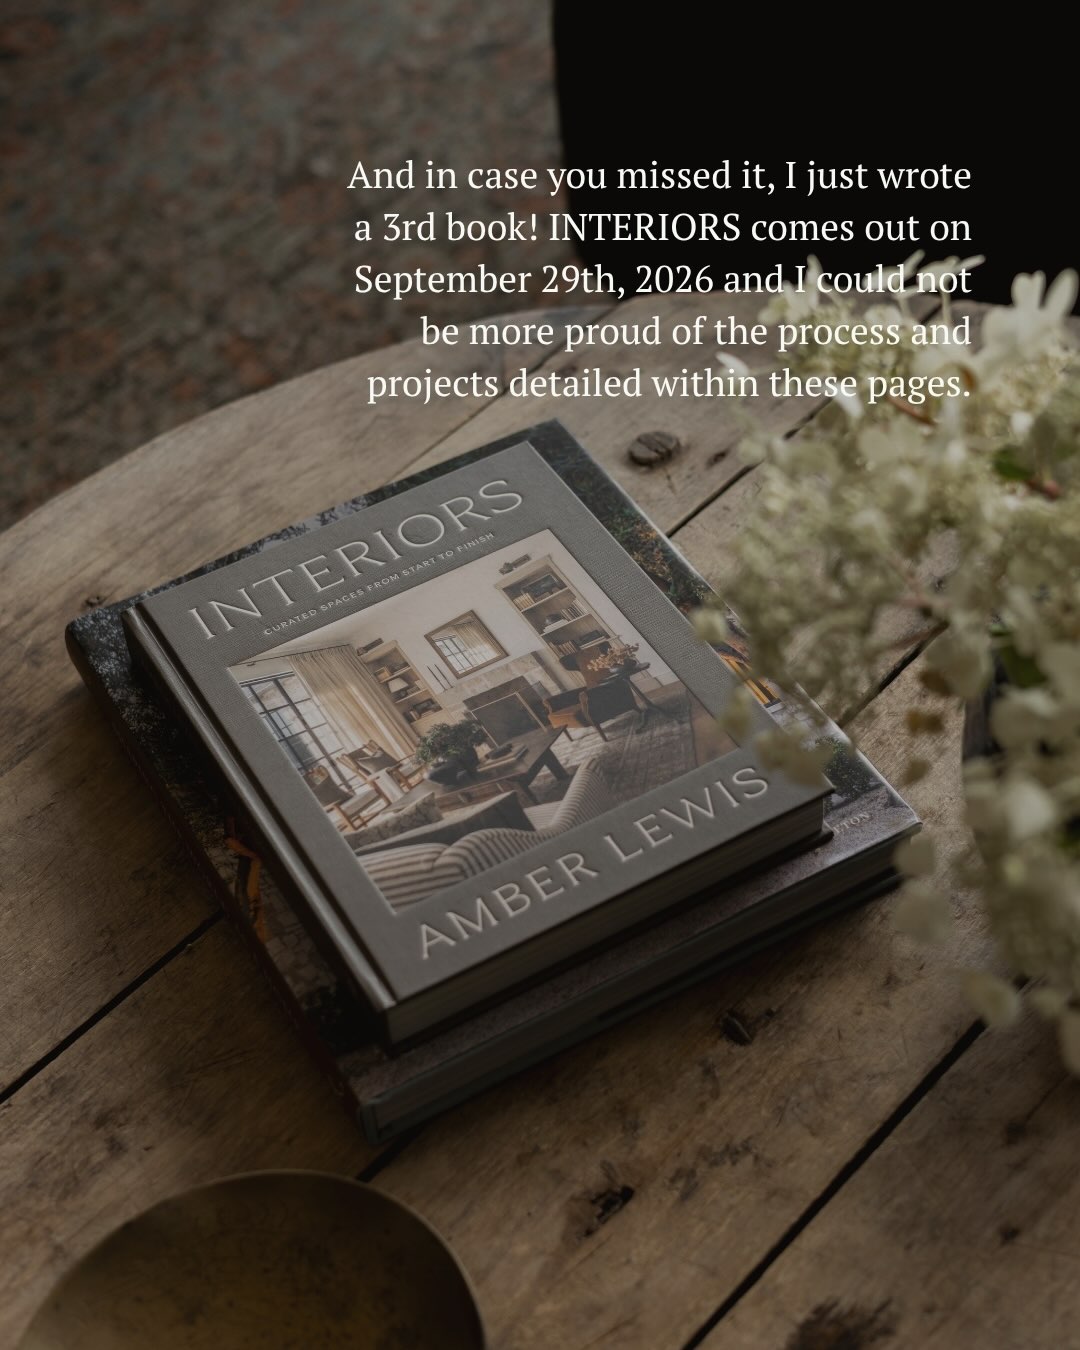 And in case you missed it, I just wrote
a 3rd book! INTERIORS comes out on
September 29th, 2026 and I could not
be more proud of the process and
projects detailed within these pages.
INTERIORS
CURATED SPACES FROM START TO FINISH
AMBER LEWIS